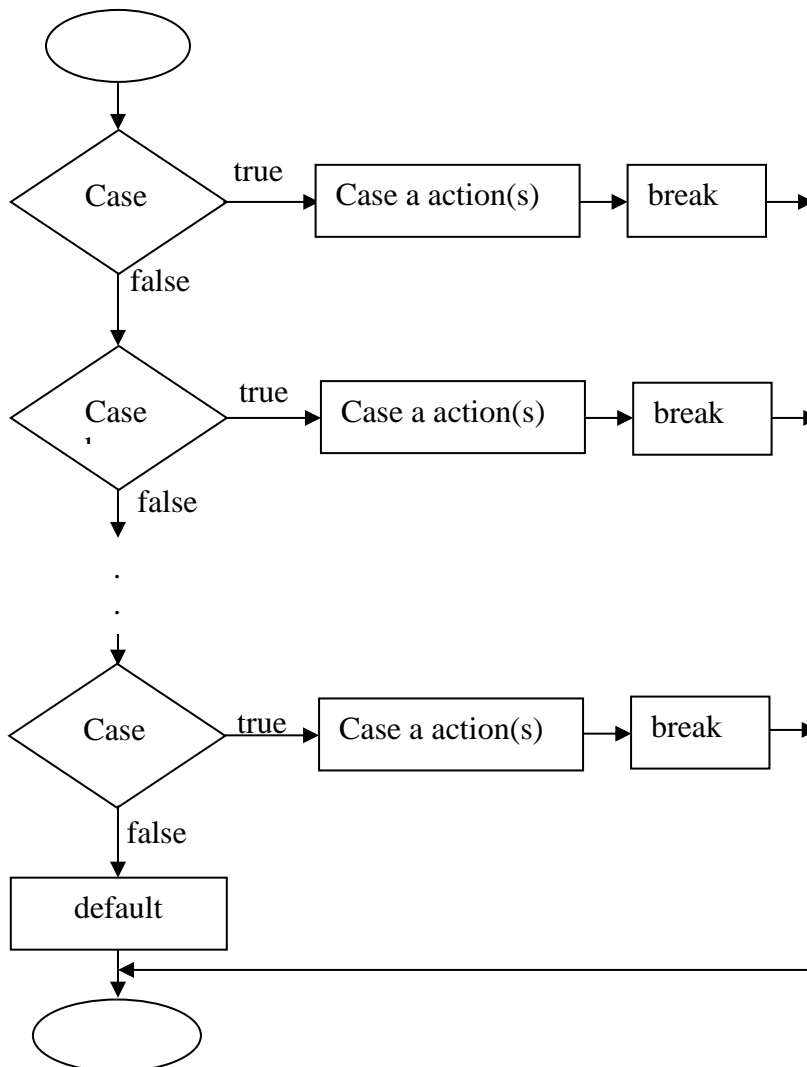 Case
true
Case a action(s)
break
false
Case
true
Case a action(s)
break
false
.
.
Case
true
Case a action(s)
break
false
default